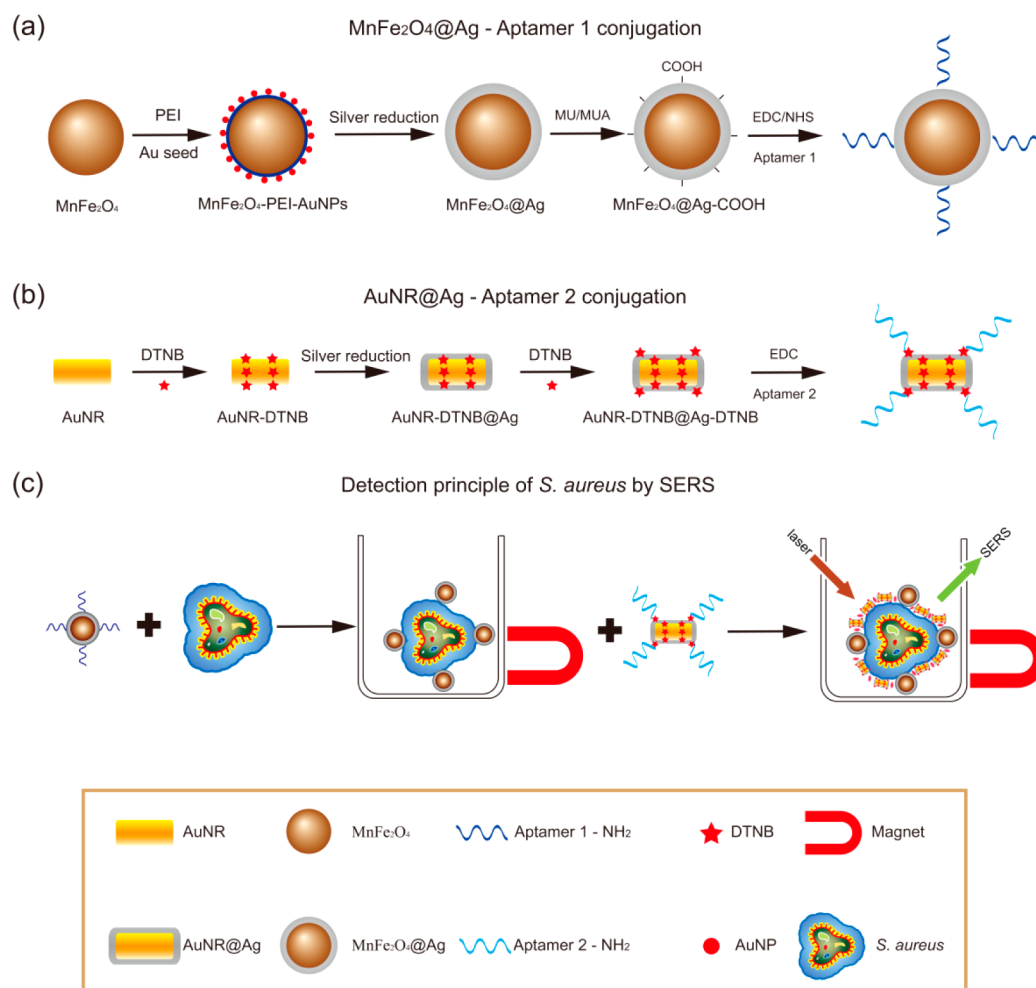 (a)
MnFe₂O₄@Ag - Aptamer 1 conjugation
PEI
Au seed
Silver reduction
MU/MUA
COOH
EDC/NHS
Aptamer 1
MnFe₂O₄
MnFe₂O₄-PEI-AuNPs
MnFe₂O₄@Ag
MnFe₂O₄@Ag-COOH
(b)
AuNR@Ag - Aptamer 2 conjugation
DTNB
Silver reduction
DTNB
EDC
Aptamer 2
AuNR
AuNR-DTNB
AuNR-DTNB@Ag
AuNR-DTNB@Ag-DTNB
(c)
Detection principle of S. aureus by SERS
laser
SERS
AuNR
MnFe₂O₄
Aptamer 1 - NH₂
DTNB
Magnet
AuNR@Ag
MnFe₂O₄@Ag
Aptamer 2 - NH₂
AuNP
S. aureus